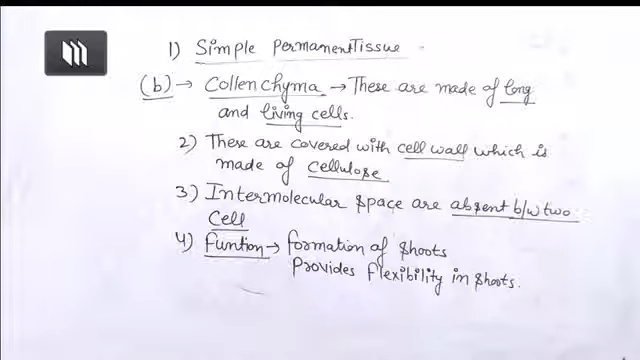 1) Simple Permanent Tissue
(b) → Collenchyma → These are made of long
and living cells.
2) These are covered with cell wall which is
made of cellulose
3) Intermolecular space are absent b/w two
cell
4) Funtion → formation of shoots
Provides flexibility in shoots.